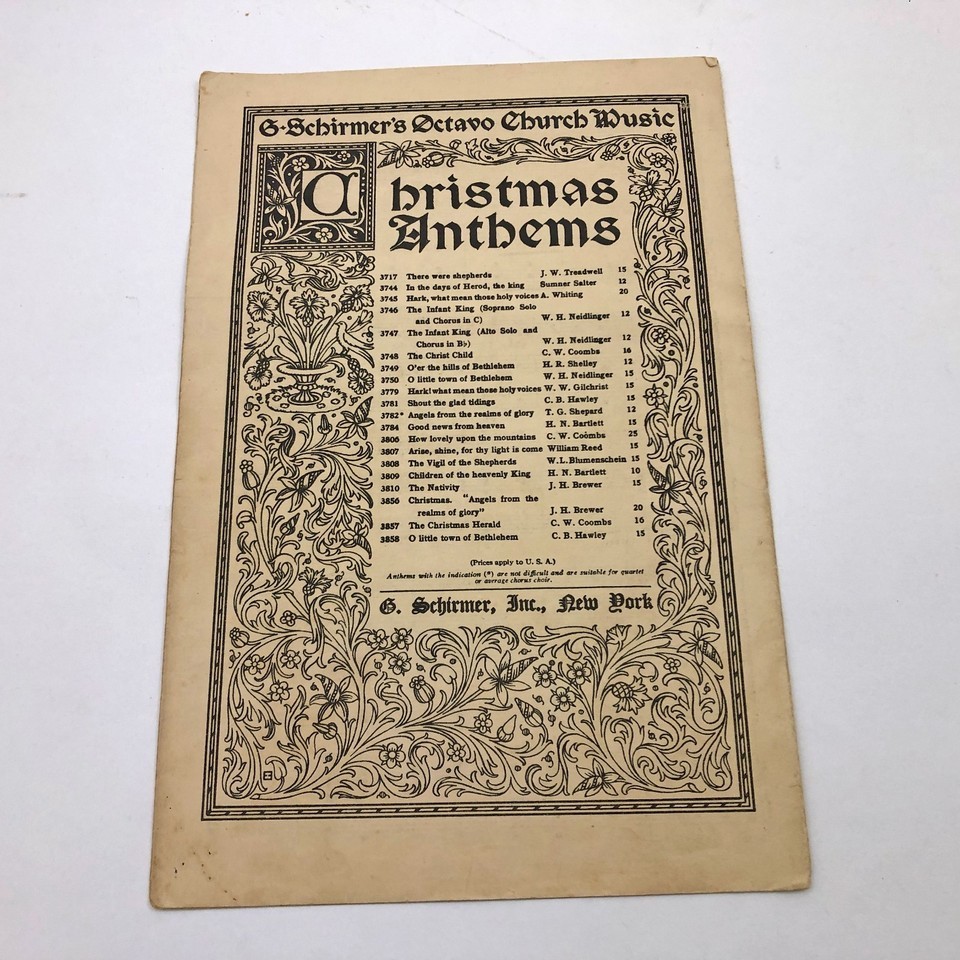 G. Schirmer's Octavo Church Music
Christmas
Anthems
3717 There were shepherds J. W. Treadwell 15
3744 In the days of Herod, the king Sumner Salter 12
3745 Hark, what mean those holy voices A. Whiting 20
3746 The Infant King (Soprano Solo
and Chorus in C) W. H. Neidlinger 12
3747 The Infant King (Alto Solo and
Chorus in B♭) W. H. Neidlinger 12
3748 The Christ Child C. W. Coombs 16
3749 O'er the hills of Bethlehem H. R. Shelley 12
3750 O little town of Bethlehem W. H. Neidlinger 15
3779 Hark! what mean those holy voices W. W. Gilchrist 15
3781 Shout the glad tidings C. B. Hawley 15
3782* Angels from the realms of glory T. G. Shepard 12
3784 Good news from heaven H. N. Bartlett 15
3806 How lovely upon the mountains C. W. Coombs 25
3807 Arise, shine, for thy light is come William Reed 15
3808 The Vigil of the Shepherds W. L. Blumenschein 15
3809 Children of the heavenly King H. N. Bartlett 10
3810 The Nativity J. H. Brewer 15
3856 Christmas. "Angels from the
realms of glory" J. H. Brewer 20
3857 The Christmas Herald C. W. Coombs 16
3858 O little town of Bethlehem C. B. Hawley 15
(Prices apply to U. S. A.)
Anthems with the indication (*) are not difficult and are suitable for quartet
or average chorus choir.
G. Schirmer, Inc., New York